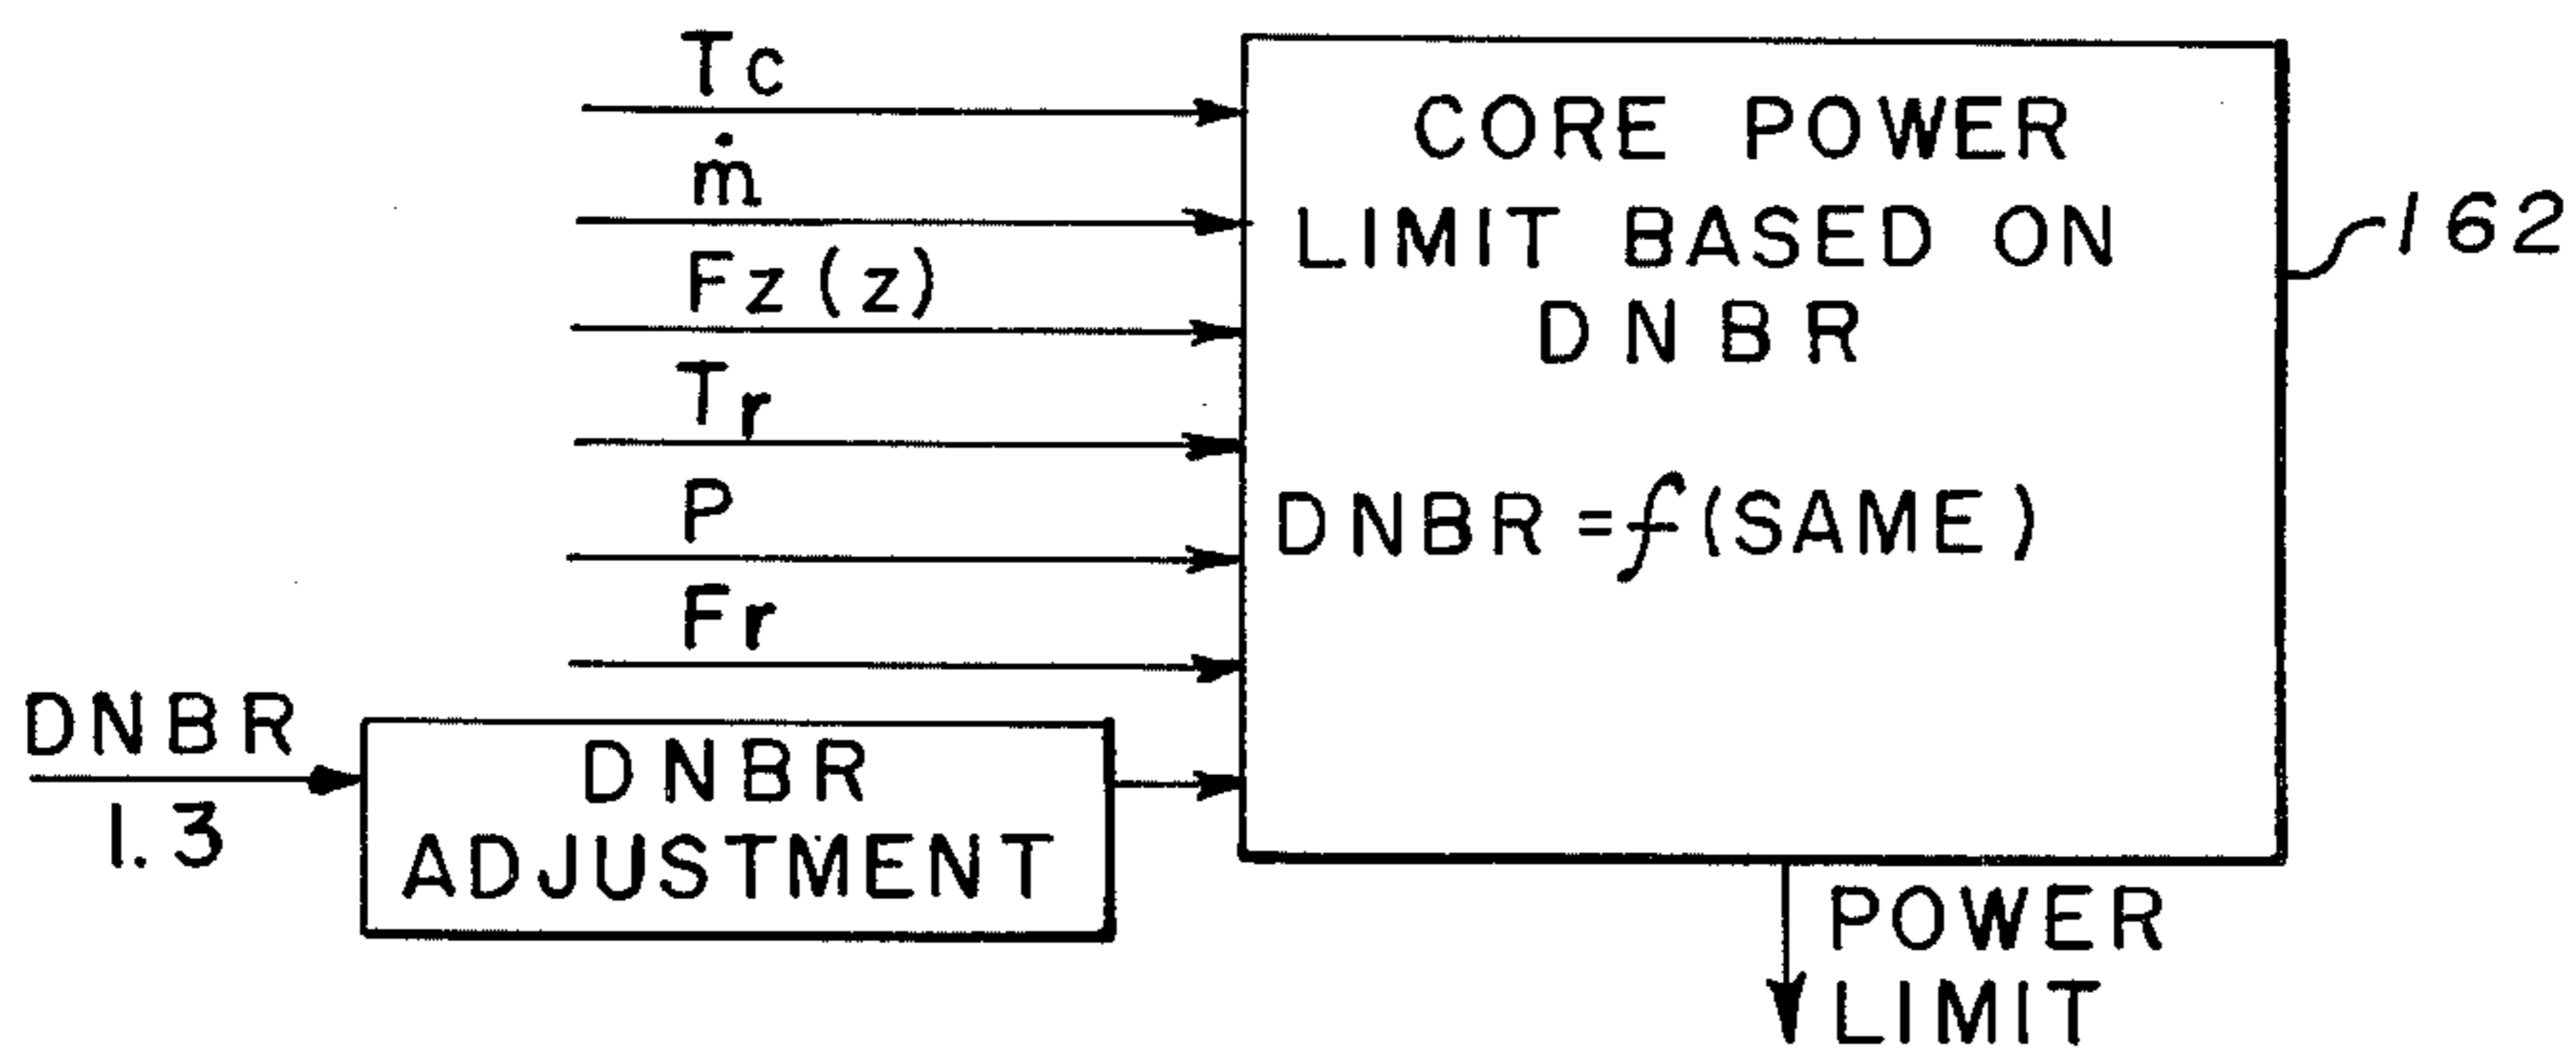 Tc
ṁ
Fz (z)
Tr
P
Fr
DNBR
1.3
DNBR
ADJUSTMENT
CORE POWER
LIMIT BASED ON
DNBR
DNBR = f (SAME)
162
POWER
LIMIT